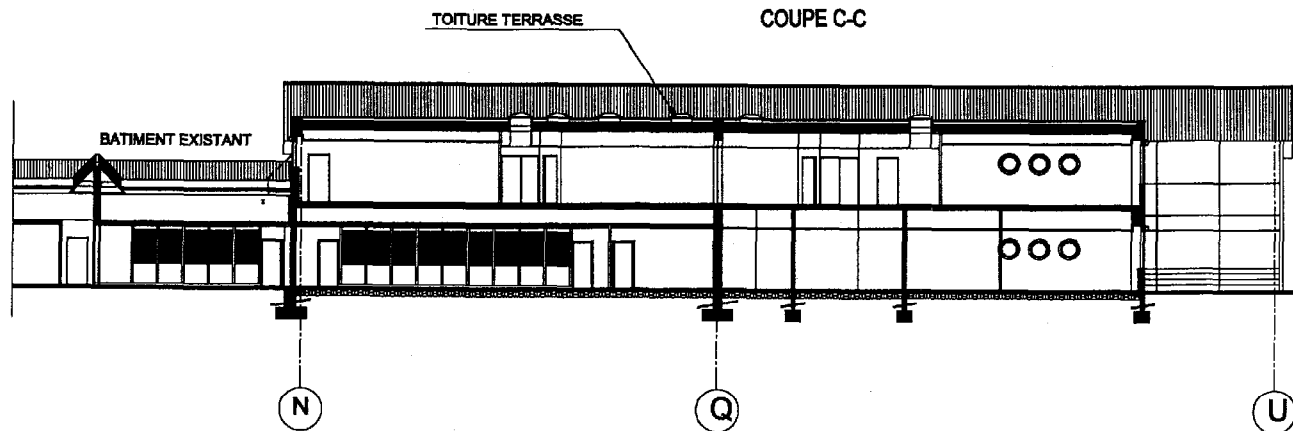 TOITURE TERRASSE
COUPE C-C
BATIMENT EXISTANT
N
Q
U